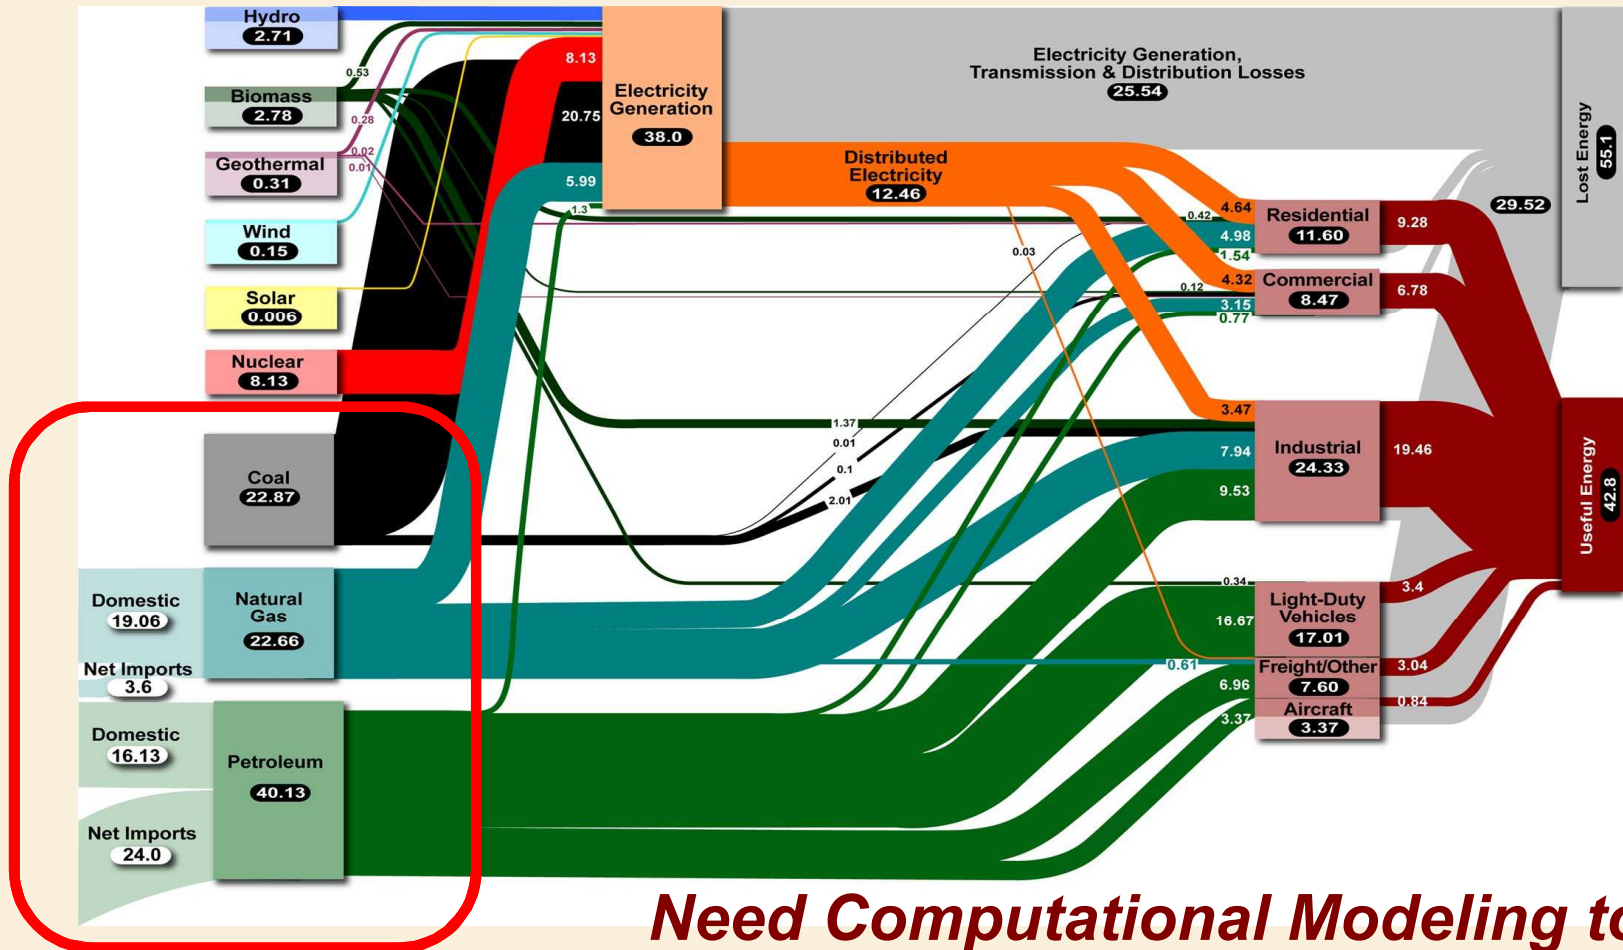 Hydro
2.71
Biomass
2.78
Geothermal
0.31
Wind
0.15
Solar
0.006
Nuclear
8.13
Coal
22.87
Domestic
19.06
Net Imports
3.6
Natural
Gas
22.66
Domestic
16.13
Net Imports
24.0
Petroleum
40.13
0.53
0.28
0.02
0.01
8.13
20.75
5.99
1.3
Electricity
Generation
38.0
Electricity Generation,
Transmission & Distribution Losses
25.54
Distributed
Electricity
12.46
0.03
1.37
0.01
0.1
2.01
0.42
4.64
4.98
1.54
0.12
4.32
3.15
0.77
3.47
7.94
9.53
0.34
16.67
0.61
6.96
3.37
Residential
11.60
Commercial
8.47
Industrial
24.33
Light-Duty
Vehicles
17.01
Freight/Other
7.60
Aircraft
3.37
9.28
6.78
19.46
3.4
3.04
0.84
29.52
Lost Energy
55.1
Useful Energy
42.8
Need Computational Modeling to